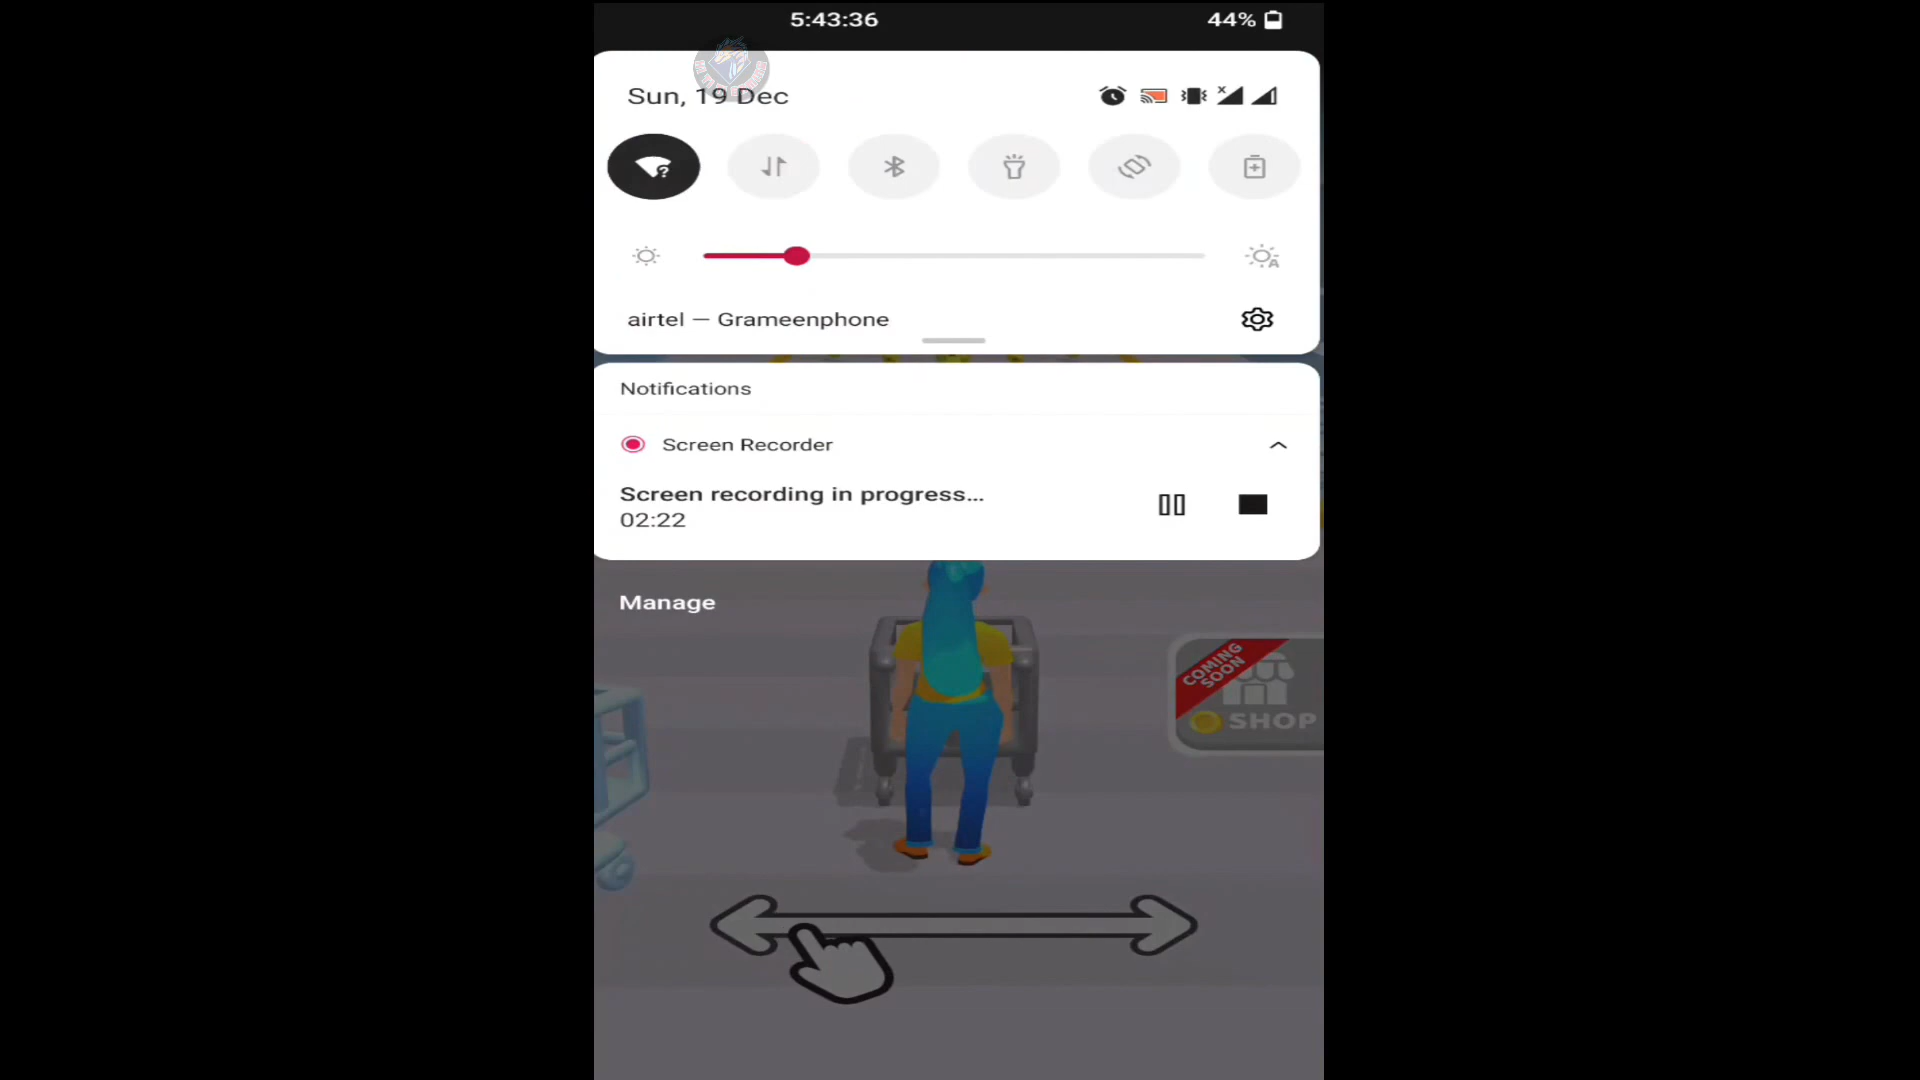 5:43:36
44%
Sun, 19 Dec
airtel — Grameenphone
Notifications
Screen Recorder
Screen recording in progress...
02:22
Manage
COMING
SOON
SHOP